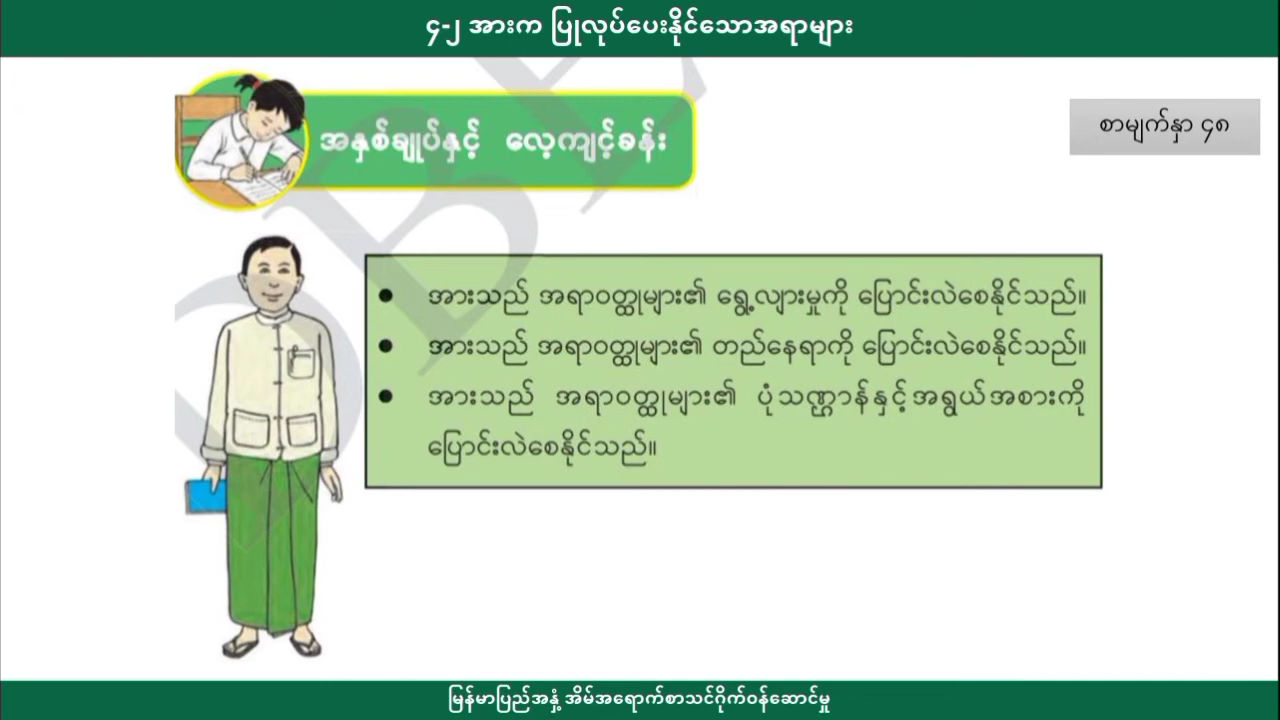 ၄-၂ အားက ပြုလုပ်ပေးနိုင်သောအရာများ
အနှစ်ချုပ်နှင့် လေ့ကျင့်ခန်း
စာမျက်နှာ ၄၈
• အားသည် အရာဝတ္ထုများ၏ ရွေ့လျားမှုကို ပြောင်းလဲစေနိုင်သည်။
• အားသည် အရာဝတ္ထုများ၏ တည်နေရာကို ပြောင်းလဲစေနိုင်သည်။
• အားသည် အရာဝတ္ထုများ၏ ပုံသဏ္ဌာန်နှင့်အရွယ်အစားကို
ပြောင်းလဲစေနိုင်သည်။
မြန်မာပြည်အနှံ့ အိမ်အရောက်စာသင်ဂိုက်ဝန်ဆောင်မှု